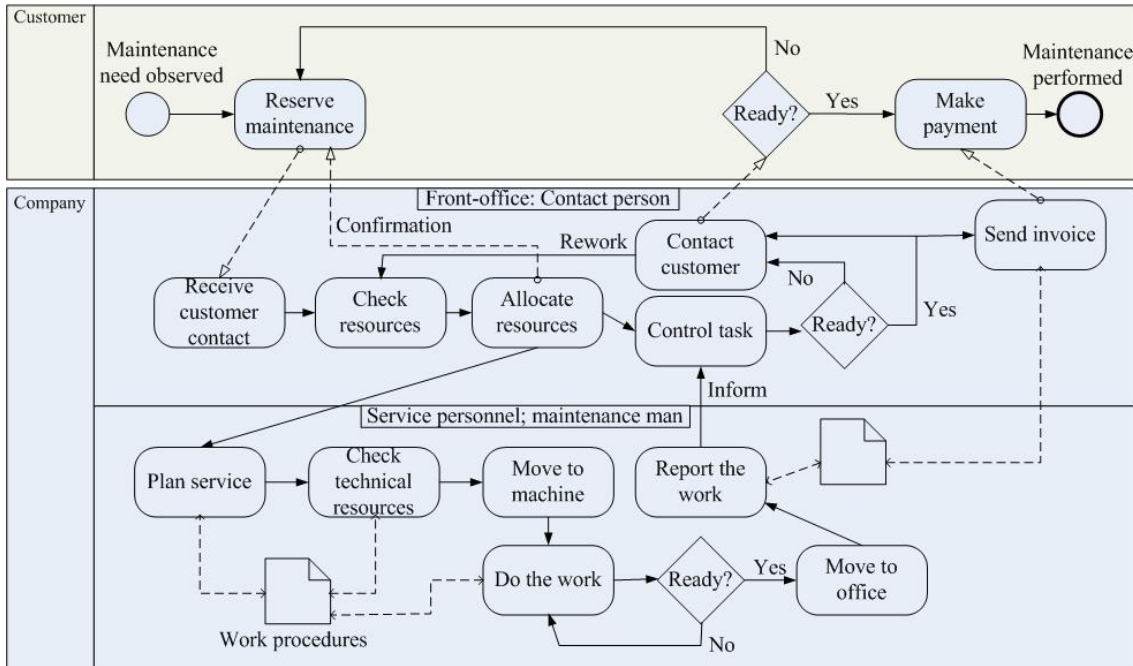 Customer
Maintenance
need observed
Reserve
maintenance
No
Ready?
Yes
Make
payment
Maintenance
performed
Company
Front-office: Contact person
Confirmation
Rework
Contact
customer
Send invoice
Receive
customer
contact
Check
resources
Allocate
resources
Control task
No
Ready?
Yes
Inform
Service personnel; maintenance man
Plan service
Check
technical
resources
Move to
machine
Report the
work
Do the work
Ready?
Yes
Move to
office
No
Work procedures